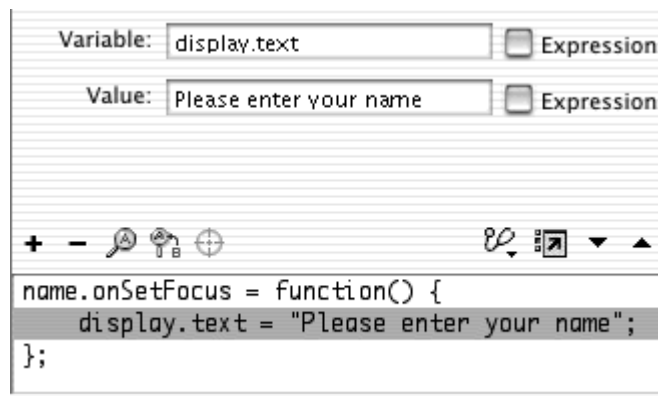 Variable: display.text Expression
Value: Please enter your name Expression
name.onSetFocus = function() {
display.text = "Please enter your name";
};